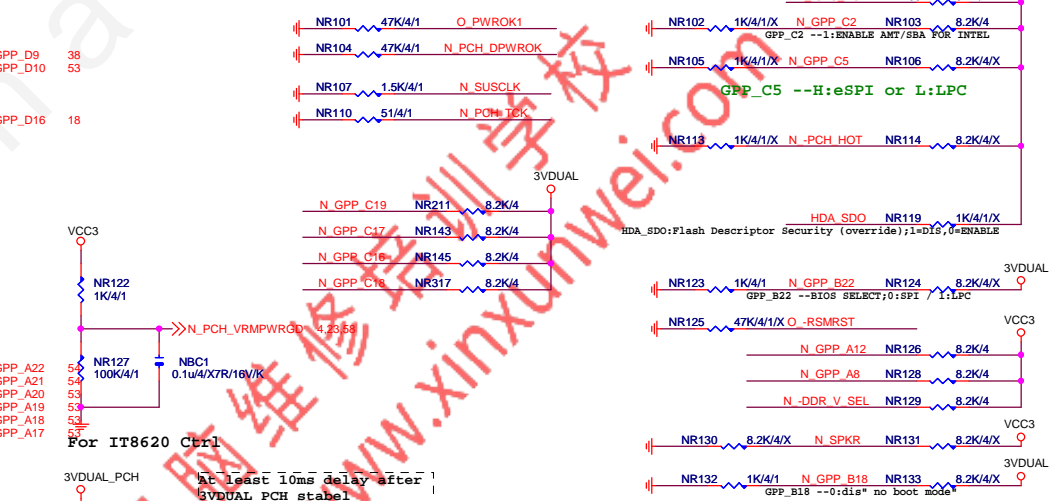 GPP_D9 38
GPP_D10 53
GPP_D16 18
NR101 47K/4/1 O_PWROK1
NR104 47K/4/1 N_PCH_DPWROK
NR107 1.5K/4/1 N_SUSCLK
NR110 51/4/1 N_PCH_TCK
NR102 1K/4/1/X N_GPP_C2 NR103 8.2K/4
GPP_C2 --1:ENABLE AMT/SBA FOR INTEL
NR105 1K/4/1/X N_GPP_C5 NR106 8.2K/4/X
GPP_C5 --H:eSPI or L:LPC
NR113 1K/4/1/X N_-PCH_HOT NR114 8.2K/4/X
HDA_SDO NR119 1K/4/1/X
HDA_SDO:Flash Descriptor Security (override);1=DIS,0=ENABLE
3VDUAL
N_GPP_C19 NR211 8.2K/4
N_GPP_C17 NR143 8.2K/4
N_GPP_C16 NR145 8.2K/4
N_GPP_C18 NR317 8.2K/4
3VDUAL
NR123 1K/4/1 N_GPP_B22 NR124 8.2K/4/X
GPP_B22 --BIOS SELECT;0:SPI / 1:LPC
NR125 47K/4/1/X O_-RSMRST
VCC3
N_GPP_A12 NR126 8.2K/4
N_GPP_A8 NR128 8.2K/4
N_-DDR_V_SEL NR129 8.2K/4
VCC3
NR130 8.2K/4/X N_SPKR NR131 8.2K/4/X
3VDUAL
NR132 1K/4/1 N_GPP_B18 NR133 8.2K/4/X
GPP_B18 --0:dis" no boot mode"
VCC3
NR122
1K/4/1
N_PCH_VRMPWRGD 4,23,58
NR127
100K/4/1
NBC1
0.1u/4/X7R/16V/K
GPP_A22 54
GPP_A21 54
GPP_A20 53
GPP_A19 53
GPP_A18 53
GPP_A17 53
For IT8620 Ctrl
3VDUAL_PCH
At least 10ms delay after
3VDUAL PCH stabel
脑维修培训学校
www.xinxunwei.com